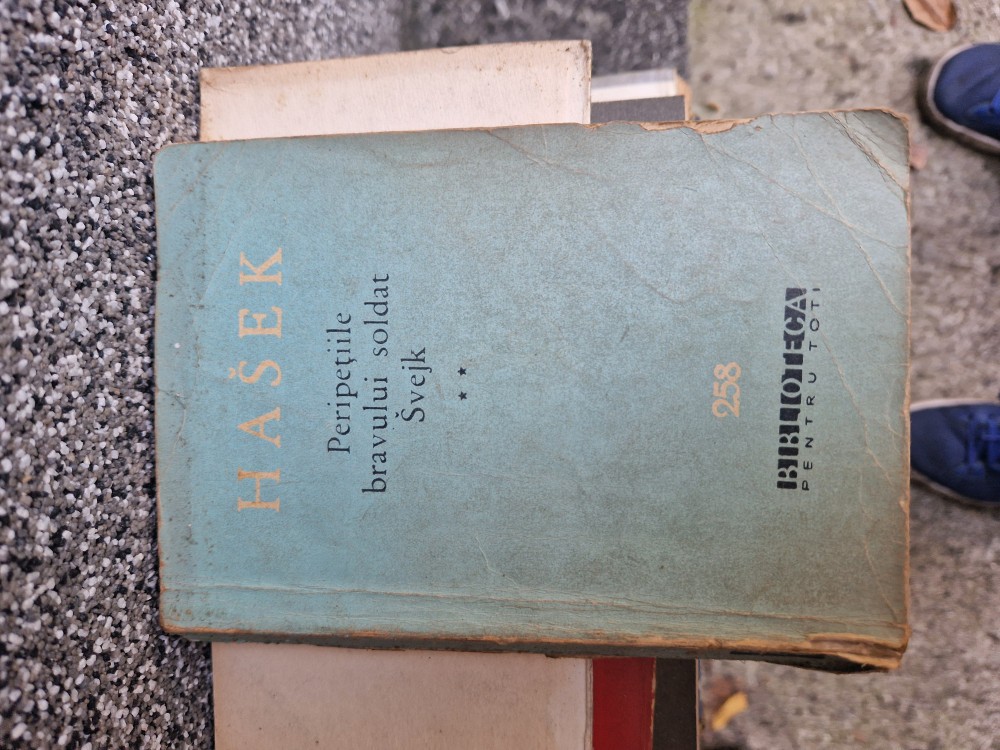 HAŠEK
Peripețiile
bravului soldat
Švejk
★ ★
258
BIBLIOTECA
PENTRU TOȚI